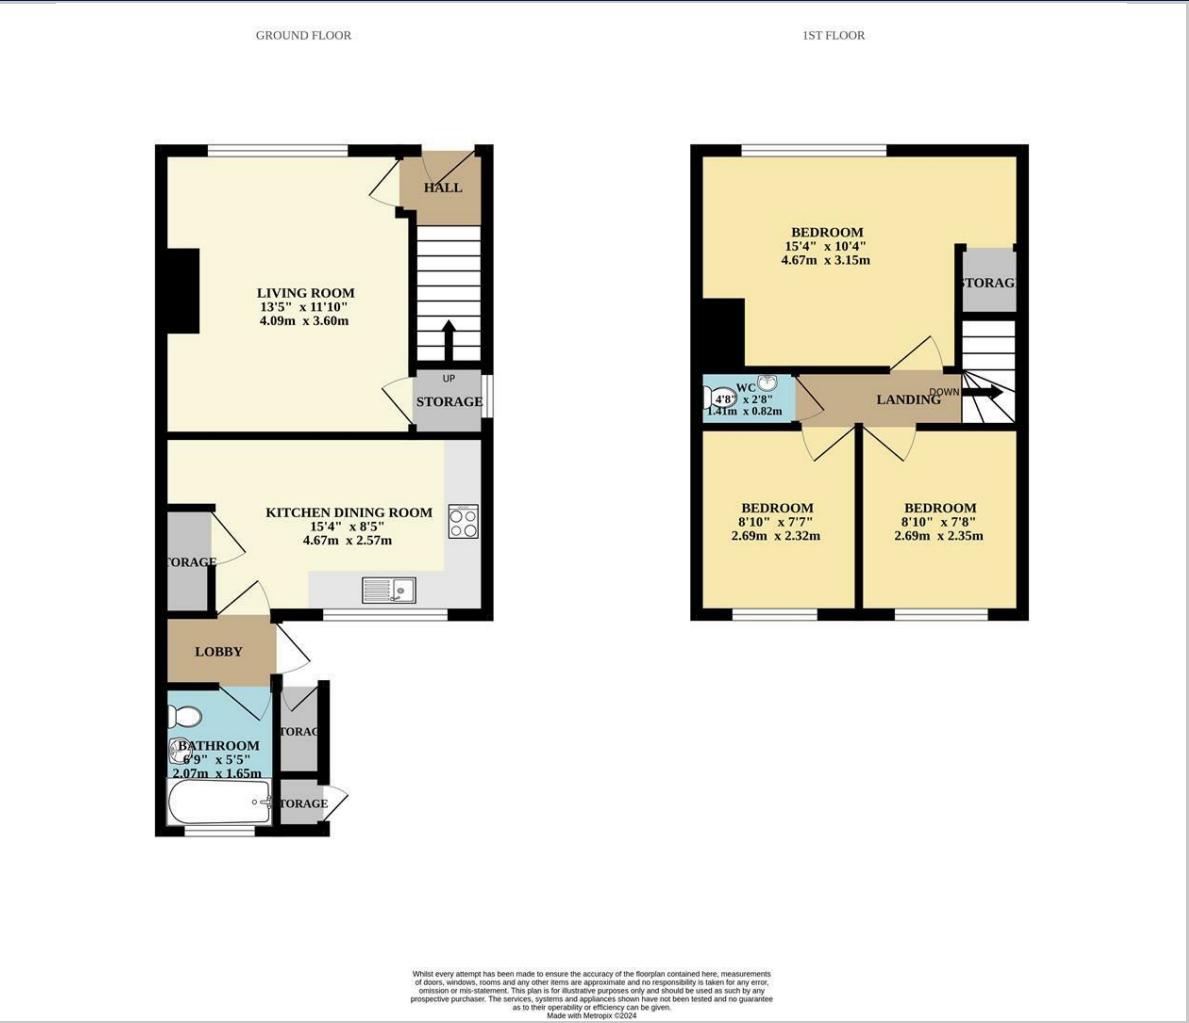 GROUND FLOOR
1ST FLOOR
HALL
LIVING ROOM
13'5" x 11'10"
4.09m x 3.60m
UP
STORAGE
KITCHEN DINING ROOM
15'4" x 8'5"
4.67m x 2.57m
TORAGE
LOBBY
BATHROOM
6'9" x 5'5"
2.07m x 1.65m
TORAG
TORAGE
BEDROOM
15'4" x 10'4"
4.67m x 3.15m
STORAG
WC
4'8" x 2'8"
1.41m x 0.82m
LANDING
DOWN
BEDROOM
8'10" x 7'7"
2.69m x 2.32m
BEDROOM
8'10" x 7'8"
2.69m x 2.35m
Whilst every attempt has been made to ensure the accuracy of the floorplan contained here, measurements
of doors, windows, rooms and any other items are approximate and no responsibility is taken for any error,
omission or mis-statement. This plan is for illustrative purposes only and should be used as such by any
prospective purchaser. The services, systems and appliances shown have not been tested and no guarantee
as to their operability or efficiency can be given.
Made with Metropix ©2024